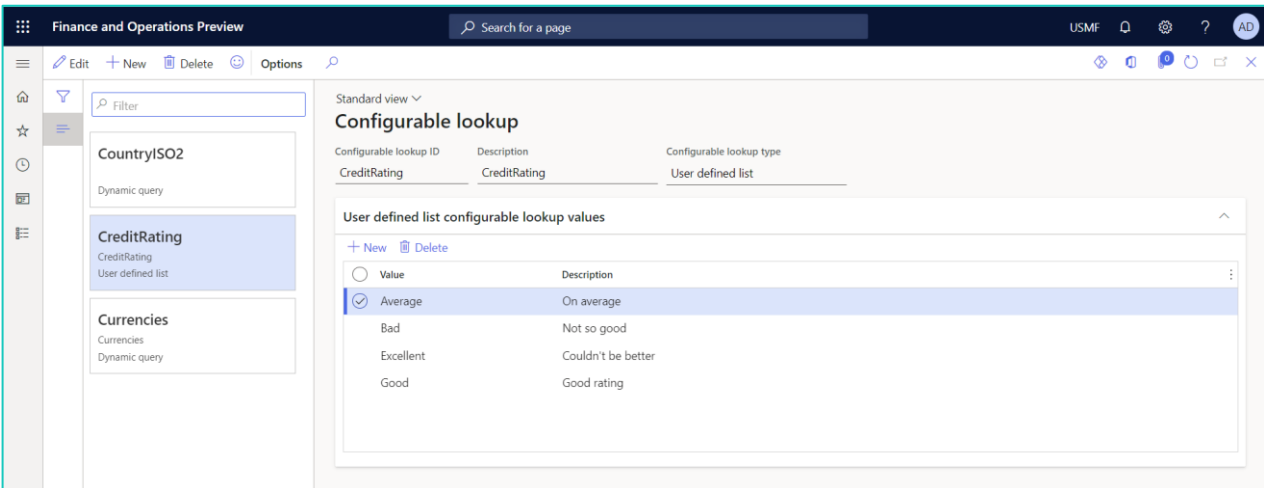 Finance and Operations Preview
Search for a page
USMF
AD
Edit New Delete Options
0
Filter
CountryISO2
Dynamic query
CreditRating
CreditRating
User defined list
Currencies
Currencies
Dynamic query
Standard view
Configurable lookup
Configurable lookup ID Description Configurable lookup type
CreditRating CreditRating User defined list
User defined list configurable lookup values
New Delete
Value Description
Average On average
Bad Not so good
Excellent Couldn't be better
Good Good rating